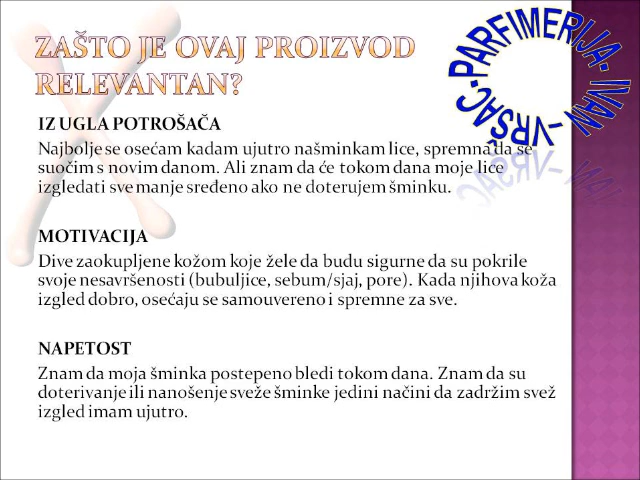 ZAŠTO JE OVAJ PROIZVOD
RELEVANTAN?
PARFIMERIJA- IVAN -VRŠAC-
IZ UGLA POTROŠAČA
Najbolje se osećam kadam ujutro našminkam lice, spremna da se
suočim s novim danom. Ali znam da će tokom dana moje lice
izgledati sve manje sređeno ako ne doterujem šminku.
MOTIVACIJA
Dive zaokupljene kožom koje žele da budu sigurne da su pokrile
svoje nesavršenosti (bubuljice, sebum/sjaj, pore). Kada njihova koža
izgled dobro, osećaju se samouvereno i spremne za sve.
NAPETOST
Znam da moja šminka postepeno bledi tokom dana. Znam da su
doterivanje ili nanošenje sveže šminke jedini načini da zadržim svež
izgled imam ujutro.